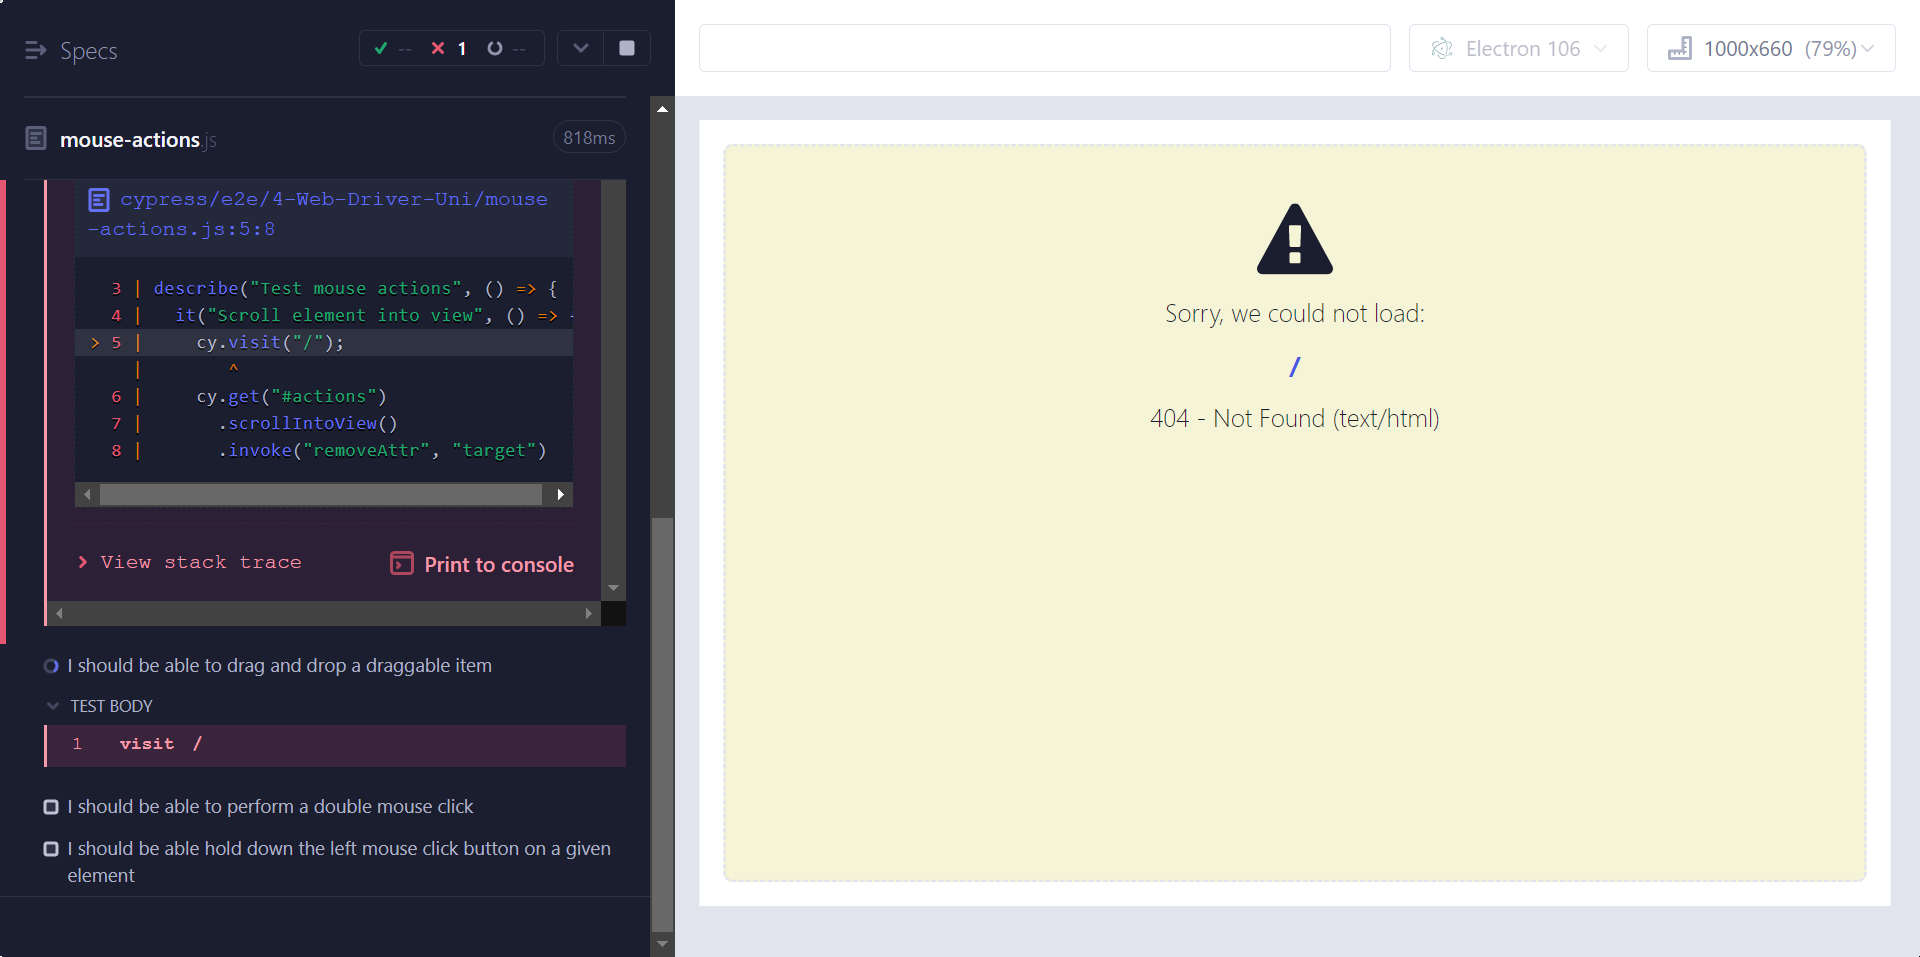 Specs
-- 1 --
mouse-actions.js 818ms
cypress/e2e/4-Web-Driver-Uni/mouse
-actions.js:5:8
3 | describe("Test mouse actions", () => {
4 | it("Scroll element into view", () =>
> 5 | cy.visit("/");
| ^
6 | cy.get("#actions")
7 | .scrollIntoView()
8 | .invoke("removeAttr", "target")
View stack trace
Print to console
I should be able to drag and drop a draggable item
TEST BODY
1 visit /
I should be able to perform a double mouse click
I should be able hold down the left mouse click button on a given
element
Electron 106
1000x660 (79%)
Sorry, we could not load:
/
404 - Not Found (text/html)